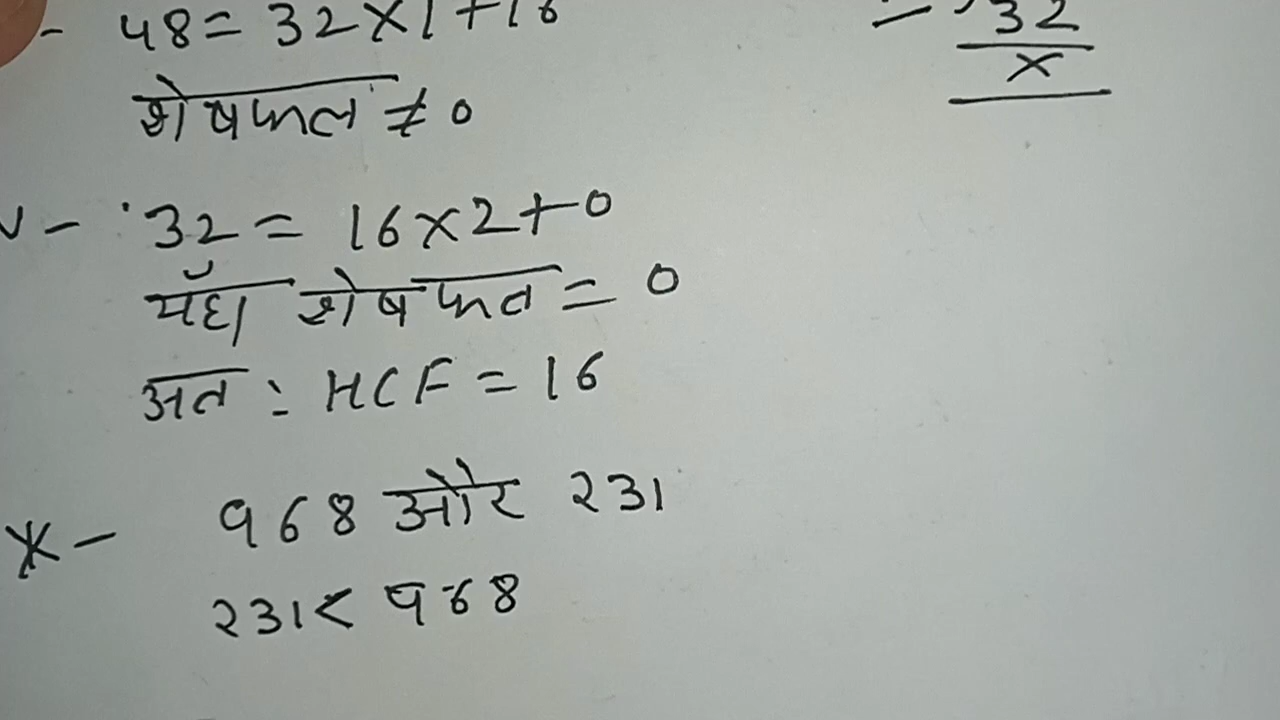 - 48 = 32 × 1 + 16
शेषफल ≠ 0
- 32
×
- 32 = 16 × 2 + 0
यँहा शेषफल = 0
अत : HCF = 16
* - 968 और 231
231 < 968